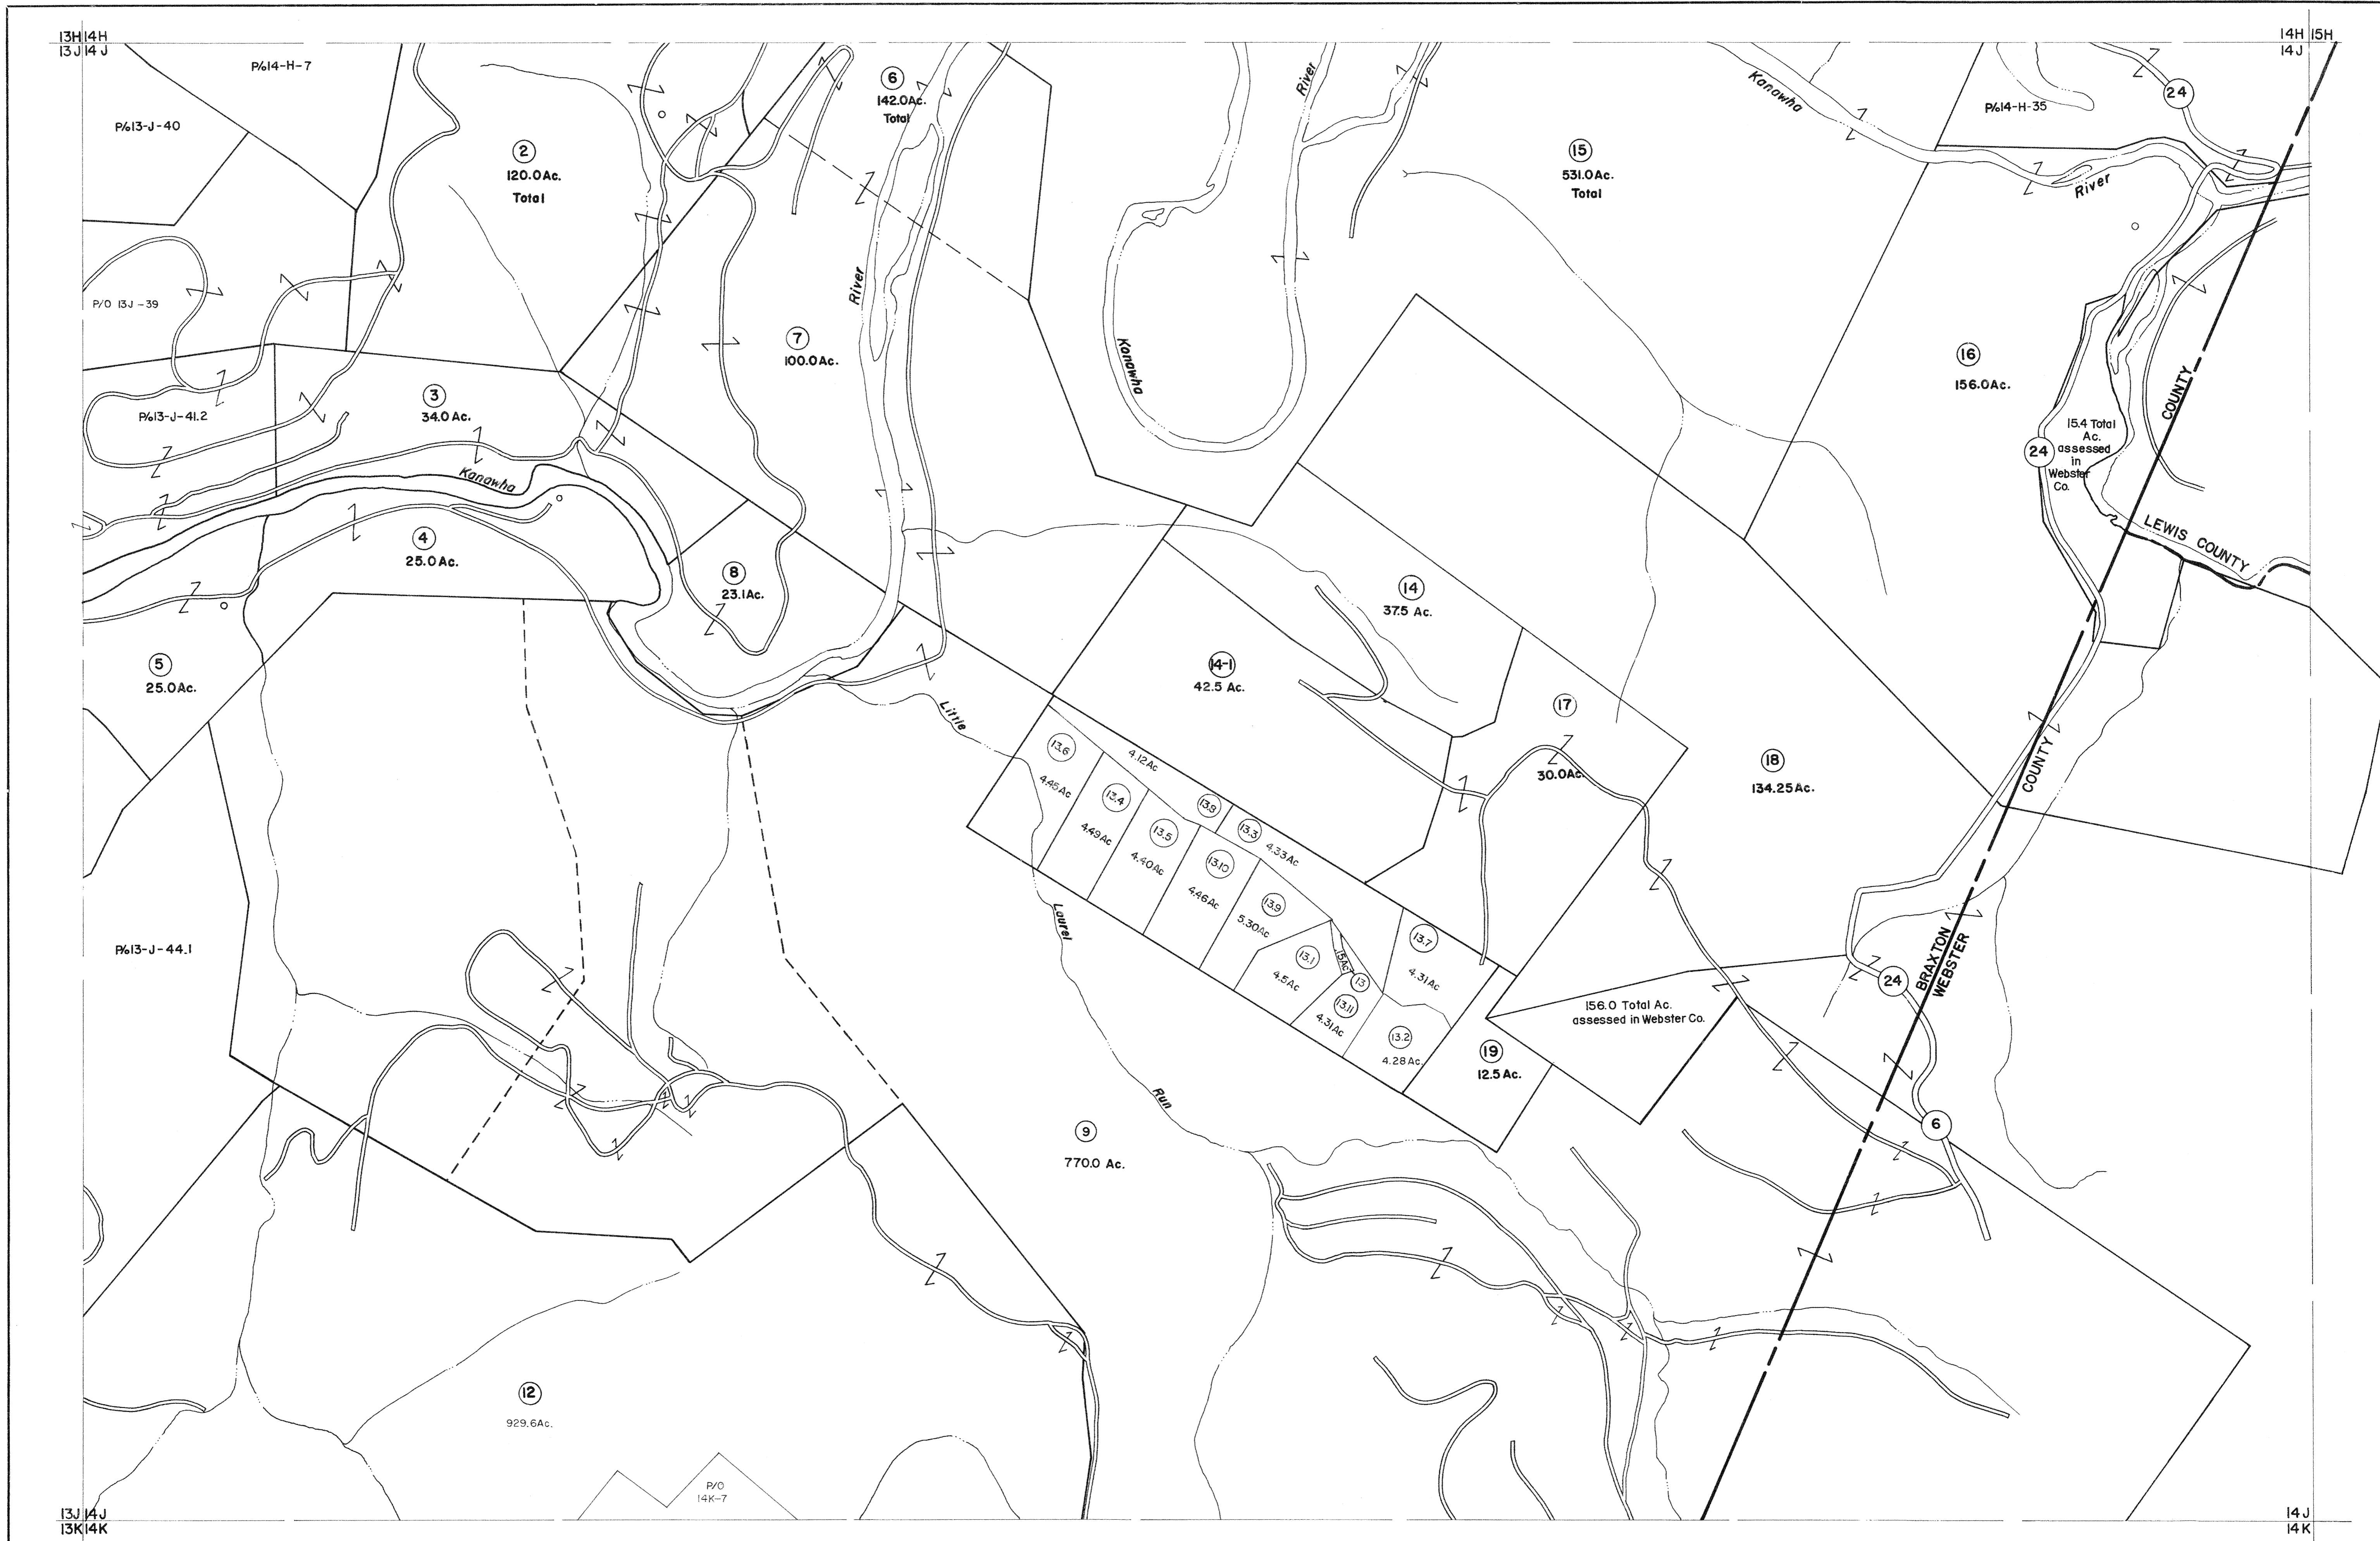 13H 14H
13J 14J
14H 15H
14J
P/o 14-H-7
P/o 13-J-40
2
120.0 Ac.
Total
6
142.0 Ac.
Total
River
Kanawha
River
15
531.0 Ac.
Total
Kanawha
River
P/o 14-H-35
24
P/O 13J-39
River
7
100.0 Ac.
16
156.0 Ac.
COUNTY
P/o 13-J-41.2
3
34.0 Ac.
Kanawha
15.4 Total
Ac.
assessed
in
Webster
Co.
24
LEWIS COUNTY
4
25.0 Ac.
8
23.1 Ac.
14
37.5 Ac.
5
25.0 Ac.
14-1
42.5 Ac.
17
30.0 Ac.
18
134.25 Ac.
COUNTY
Little
Laurel
Run
13.6
4.45 Ac
4.12 Ac
13.4
4.49 Ac
13.8
13.3
4.33 Ac
13.5
4.40 Ac
13.10
4.46 Ac
13.9
5.30 Ac
13.1
4.5 Ac
.15 Ac
13
13.7
4.31 Ac
13.11
4.31 Ac
13.2
4.28 Ac.
P/o 13-J-44.1
156.0 Total Ac.
assessed in Webster Co.
24
BRAXTON
WEBSTER
19
12.5 Ac.
6
9
770.0 Ac.
12
929.6 Ac.
P/O
14K-7
13J 14J
13K 14K
14J
14K